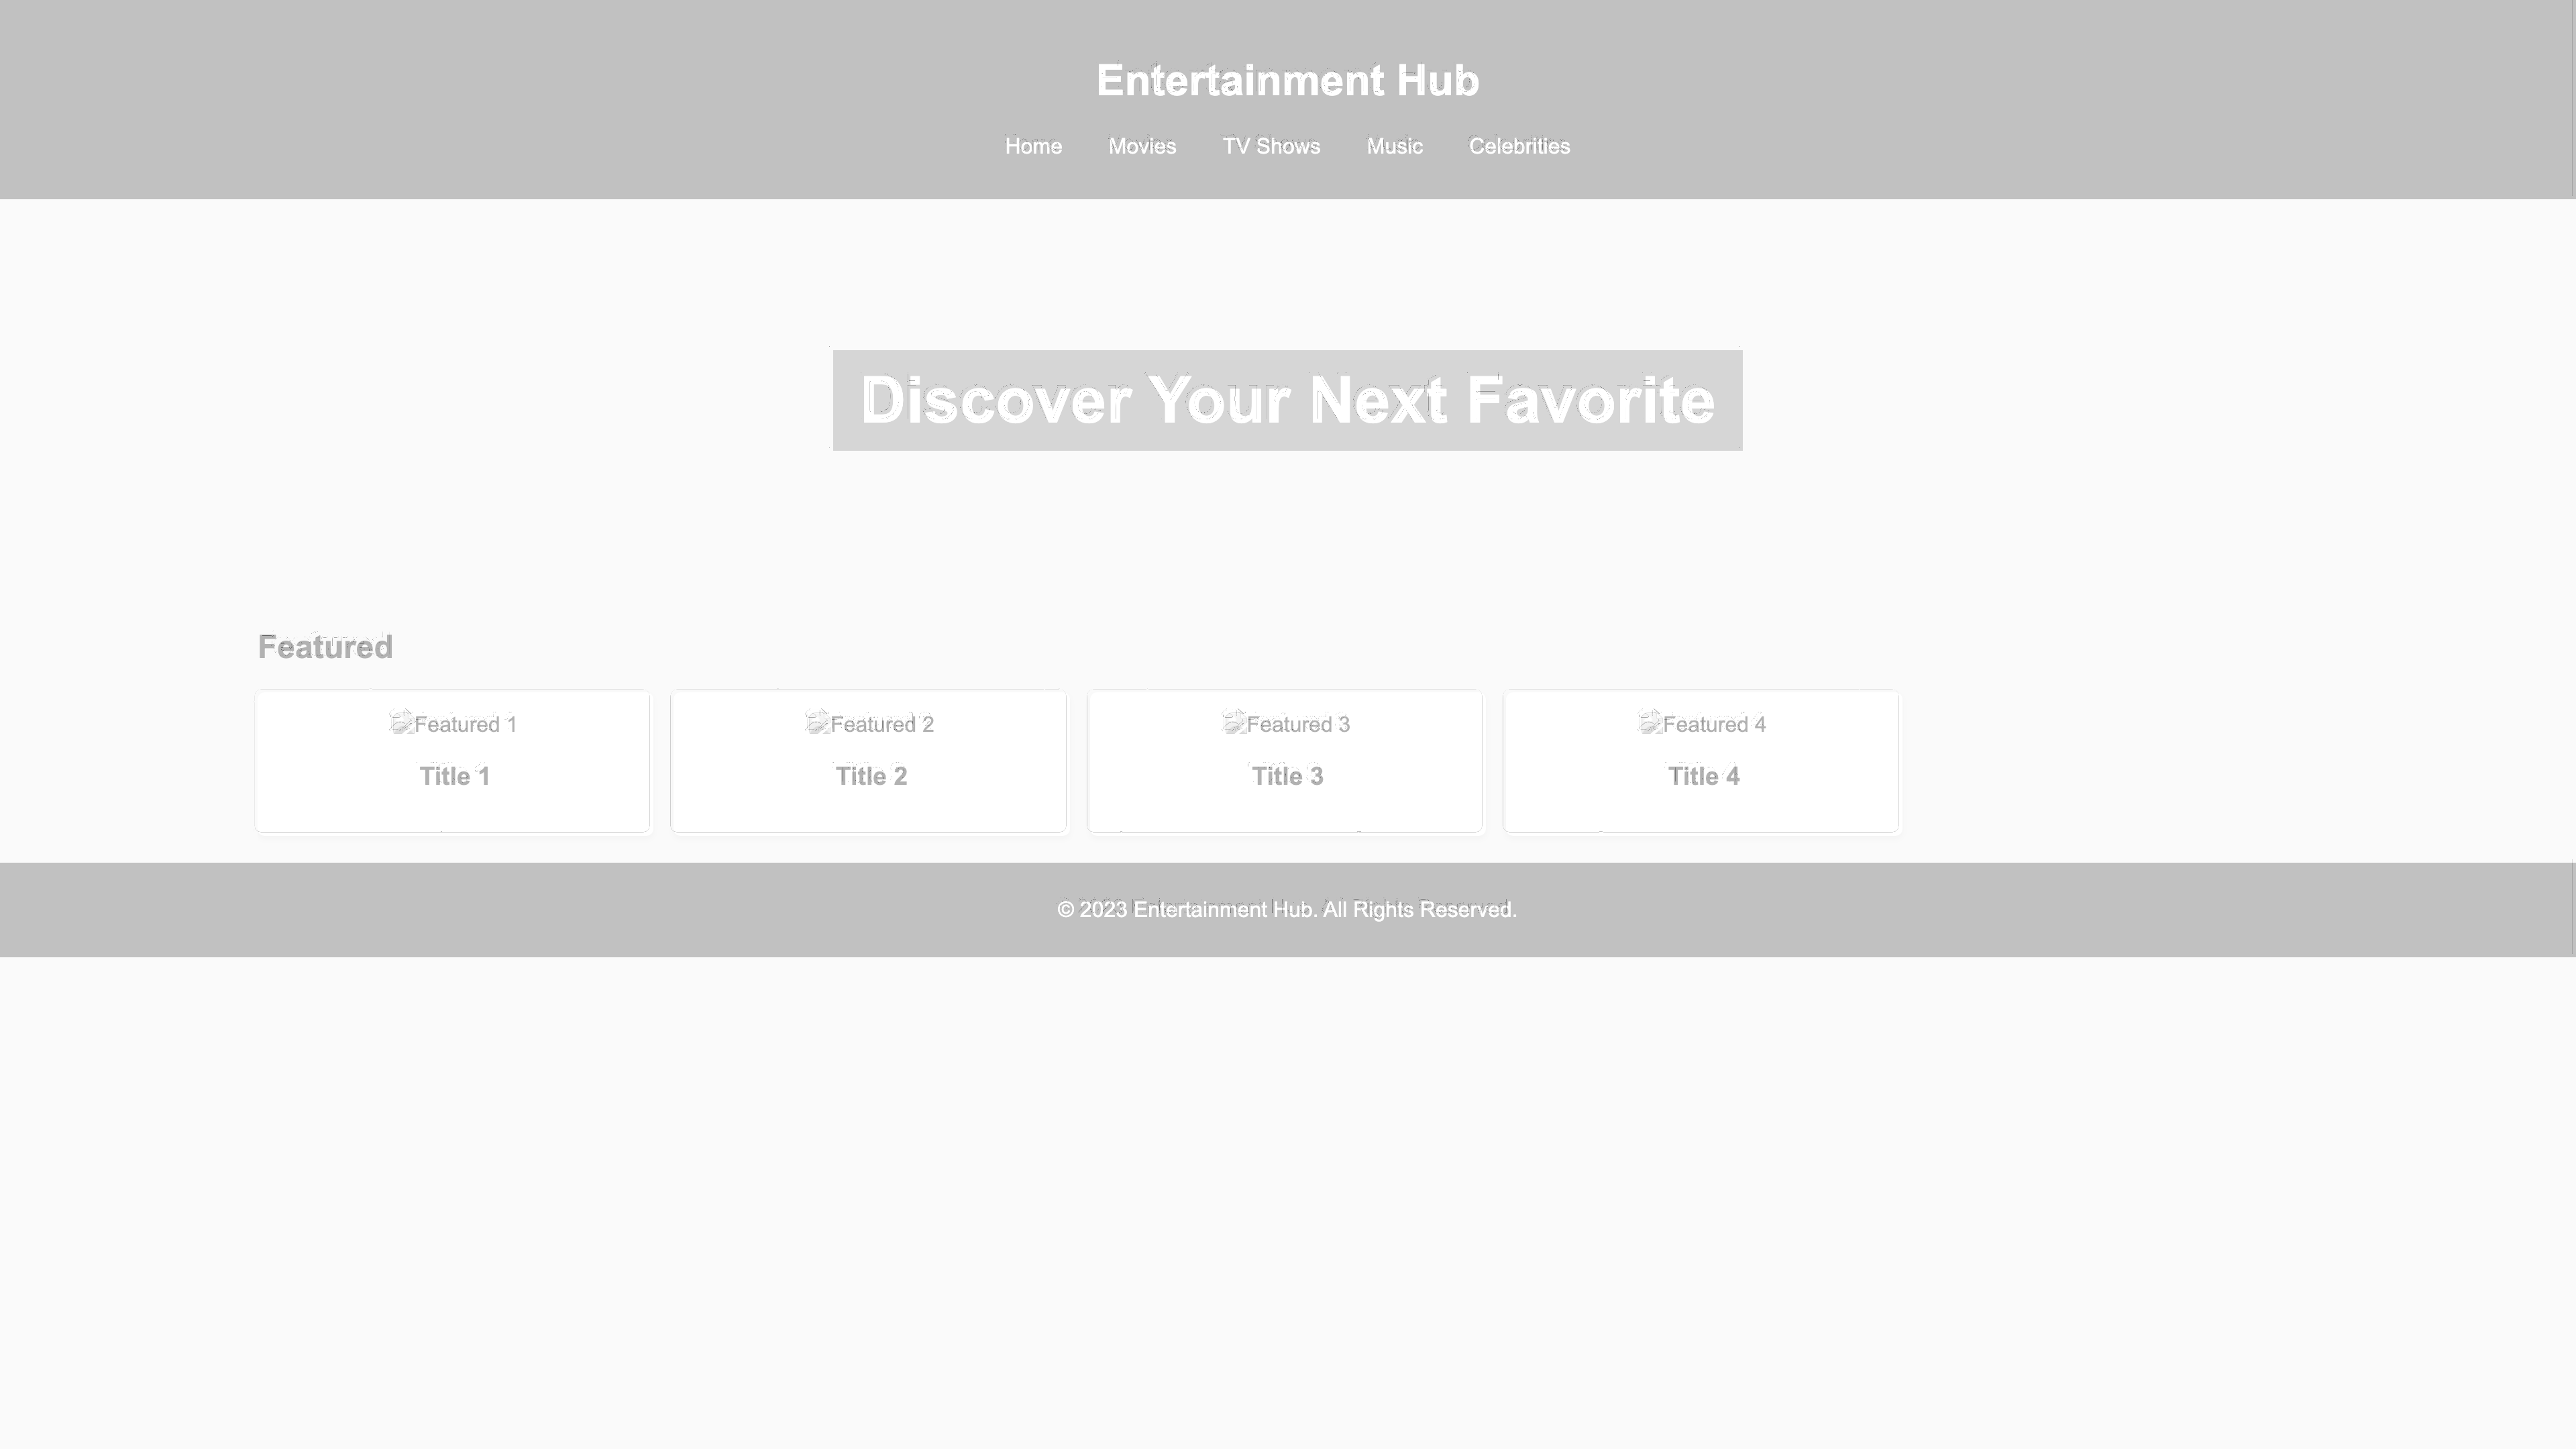 Entertainment Hub
Home Movies TV Shows Music Celebrities
Discover Your Next Favorite
Featured
Featured 1 Featured 2 Featured 3 Featured 4
Title 1 Title 2 Title 3 Title 4
© 2023 Entertainment Hub. All Rights Reserved.